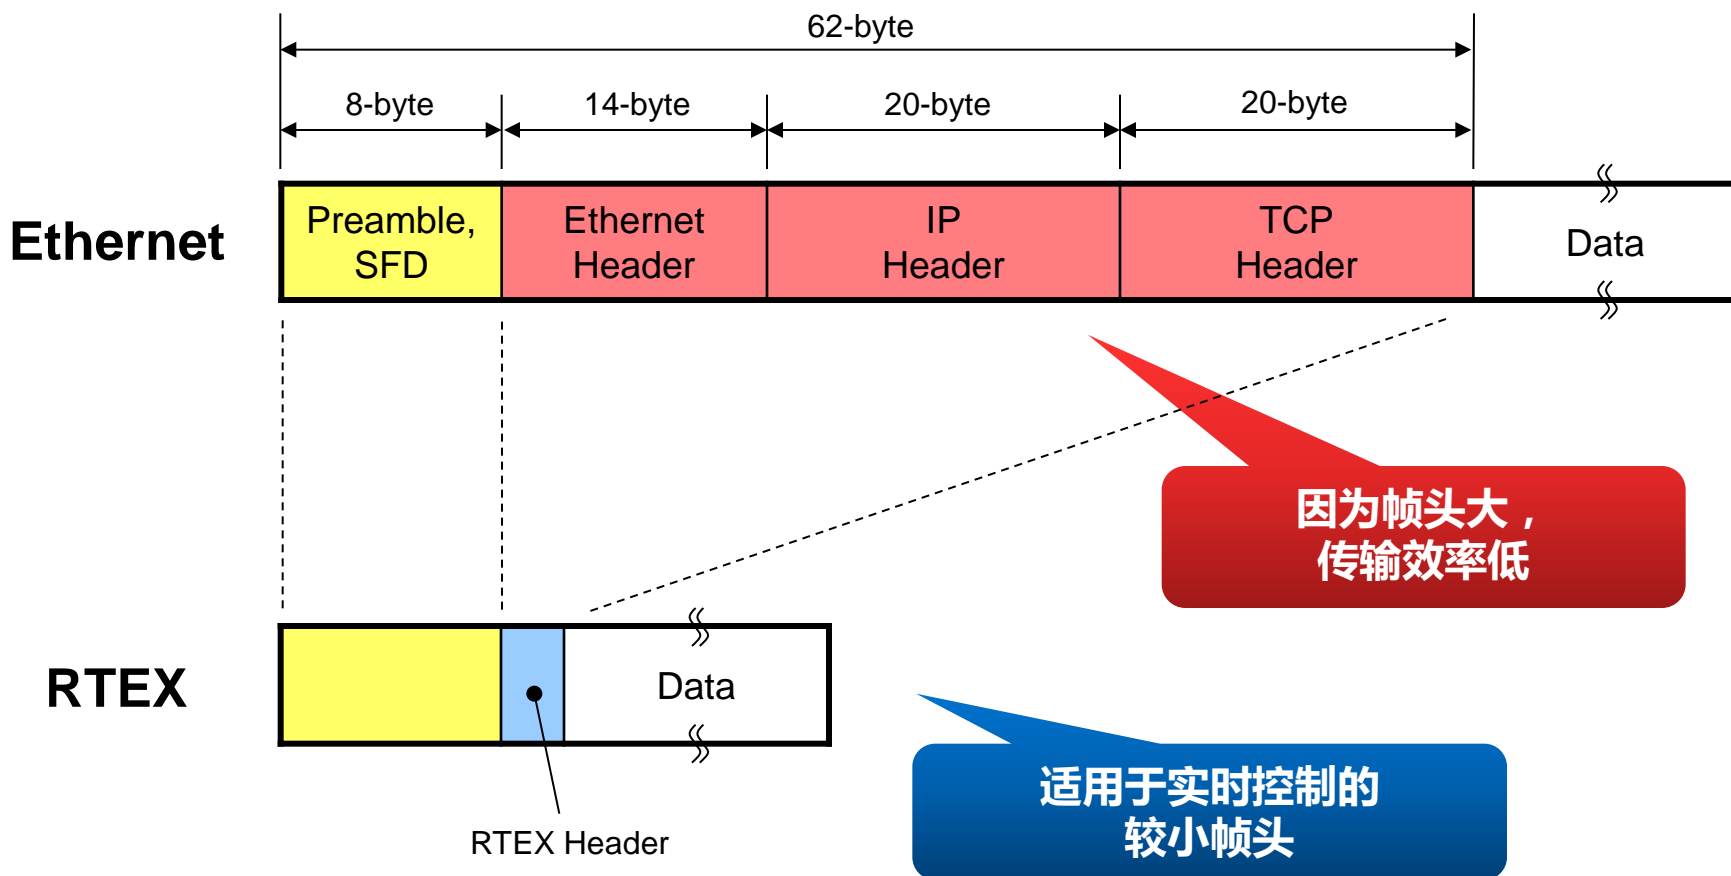 62-byte
8-byte
14-byte
20-byte
20-byte
Ethernet
Preamble,
SFD
Ethernet
Header
IP
Header
TCP
Header
Data
因为帧头大，
传输效率低
RTEX
Data
RTEX Header
适用于实时控制的
较小帧头